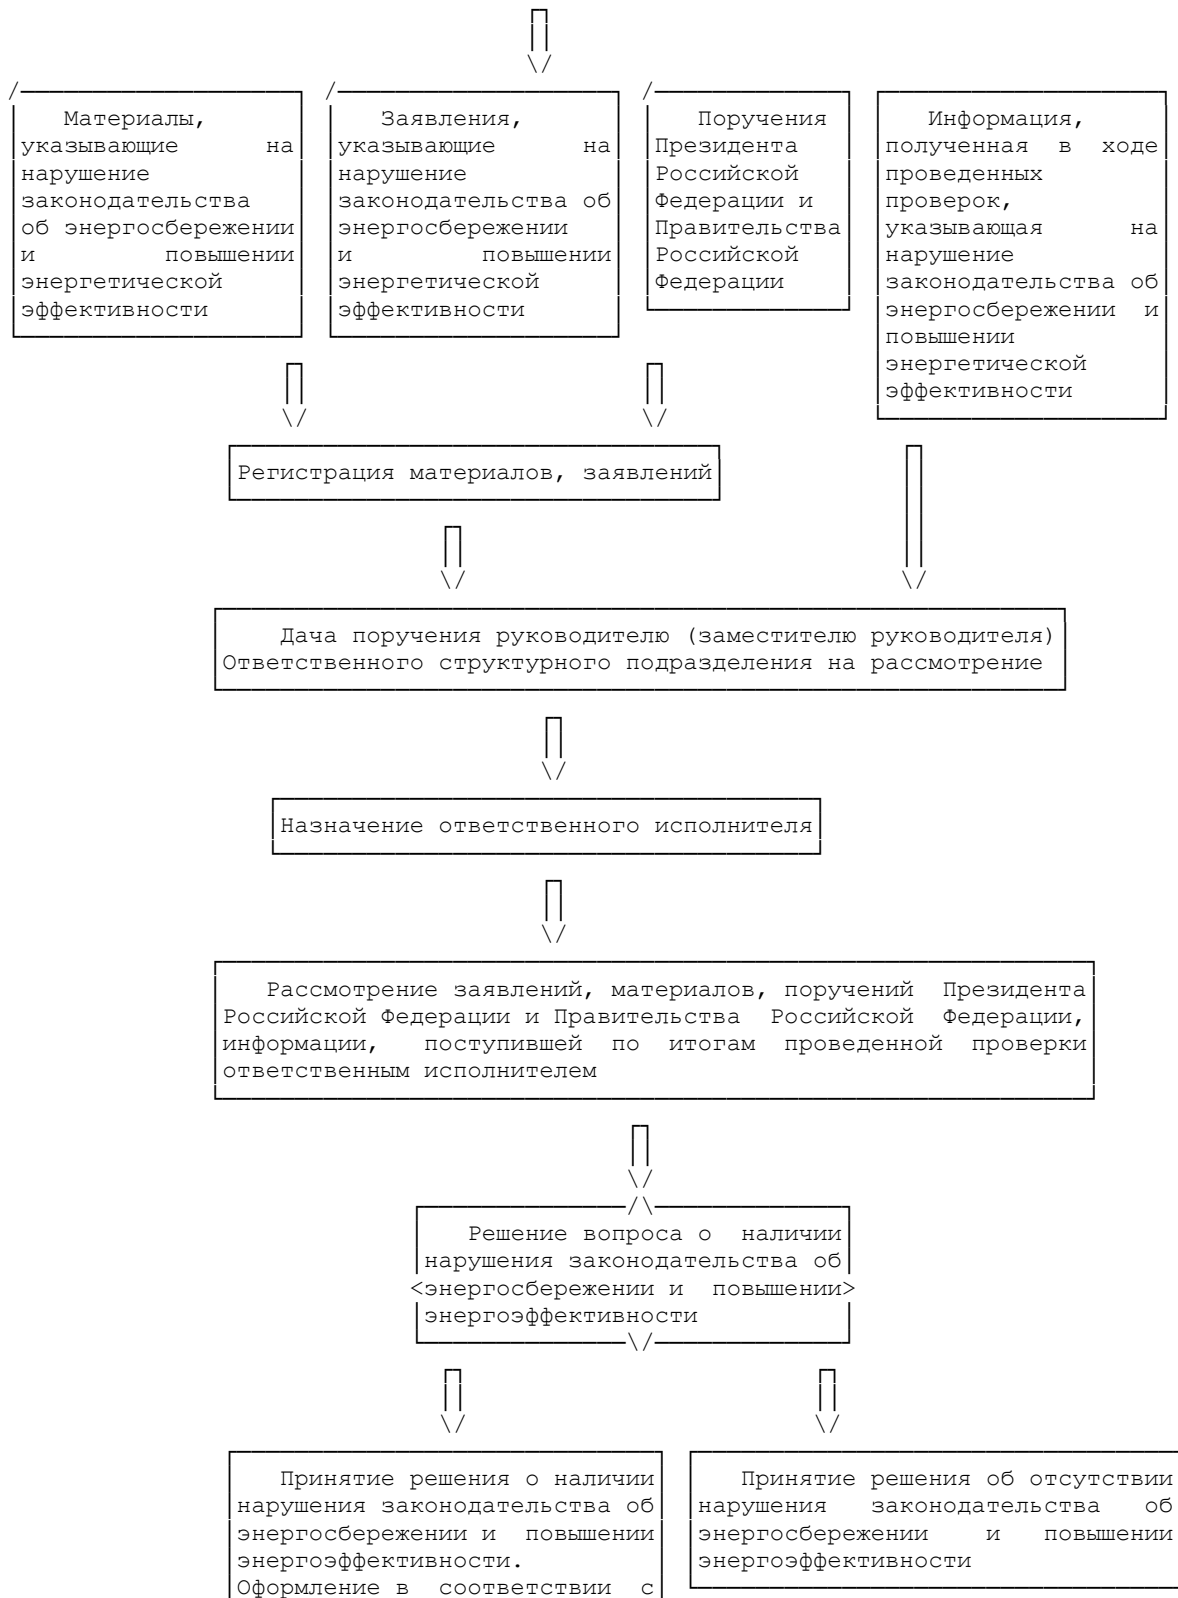 Материалы,
указывающие на
нарушение
законодательства
об энергосбережении
и повышении
энергетической
эффективности
Заявления,
указывающие на
нарушение
законодательства об
энергосбережении
и повышении
энергетической
эффективности
Поручения
Президента
Российской
Федерации и
Правительства
Российской
Федерации
Информация,
полученная в ходе
проведенных
проверок,
указывающая на
нарушение
законодательства об
энергосбережении и
повышении
энергетической
эффективности
Регистрация материалов, заявлений
Дача поручения руководителю (заместителю руководителя)
Ответственного структурного подразделения на рассмотрение
Назначение ответственного исполнителя
Рассмотрение заявлений, материалов, поручений Президента
Российской Федерации и Правительства Российской Федерации,
информации, поступившей по итогам проведенной проверки
ответственным исполнителем
Решение вопроса о наличии
нарушения законодательства об
<энергосбережении и повышении>
энергоэффективности
Принятие решения о наличии
нарушения законодательства об
энергосбережении и повышении
энергоэффективности.
Оформление в соответствии с
Принятие решения об отсутствии
нарушения законодательства об
энергосбережении и повышении
энергоэффективности